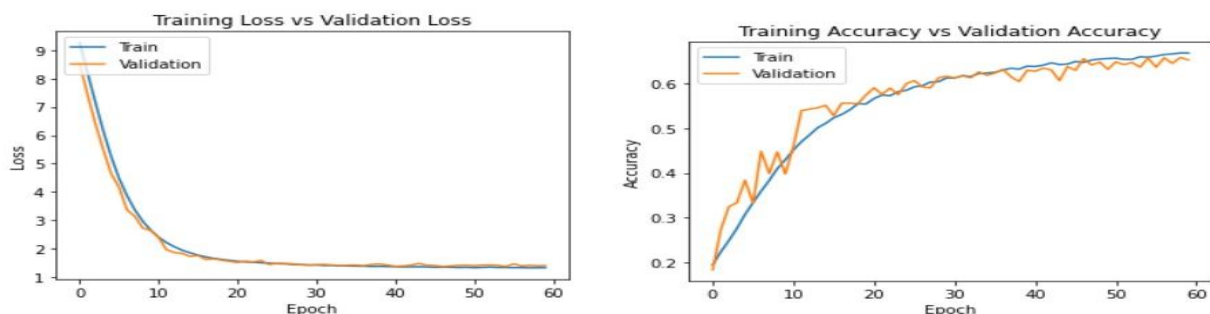 Training Loss vs Validation Loss
9
8
7
6
5
4
3
2
1
Loss
Train
Validation
0 10 20 30 40 50 60
Epoch
Training Accuracy vs Validation Accuracy
0.6
0.5
0.4
0.3
0.2
Accuracy
Train
Validation
0 10 20 30 40 50 60
Epoch